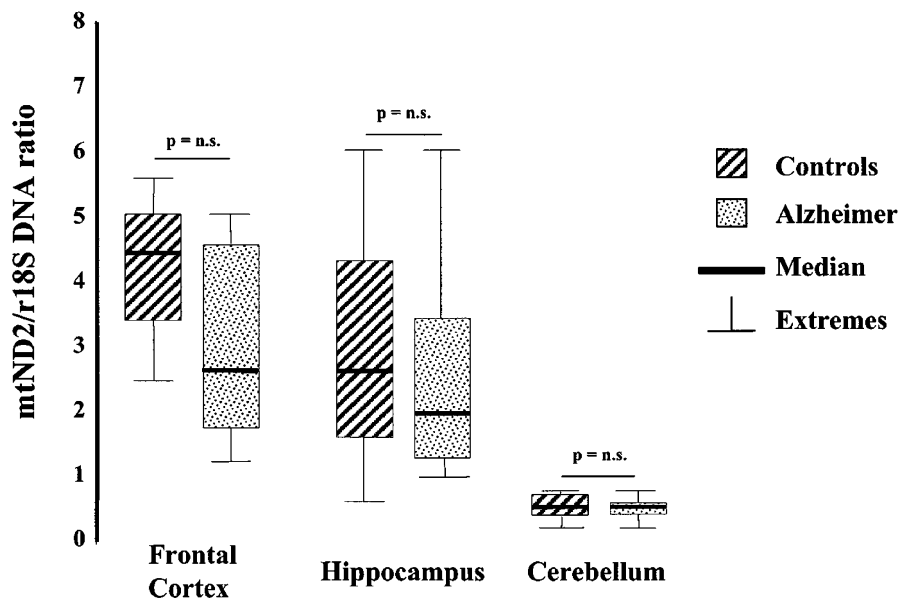 8
7
6
5
4
3
2
1
0
mtND2/r18S DNA ratio
p = n.s.
p = n.s.
p = n.s.
Controls
Alzheimer
Median
Extremes
Frontal
Cortex
Hippocampus
Cerebellum